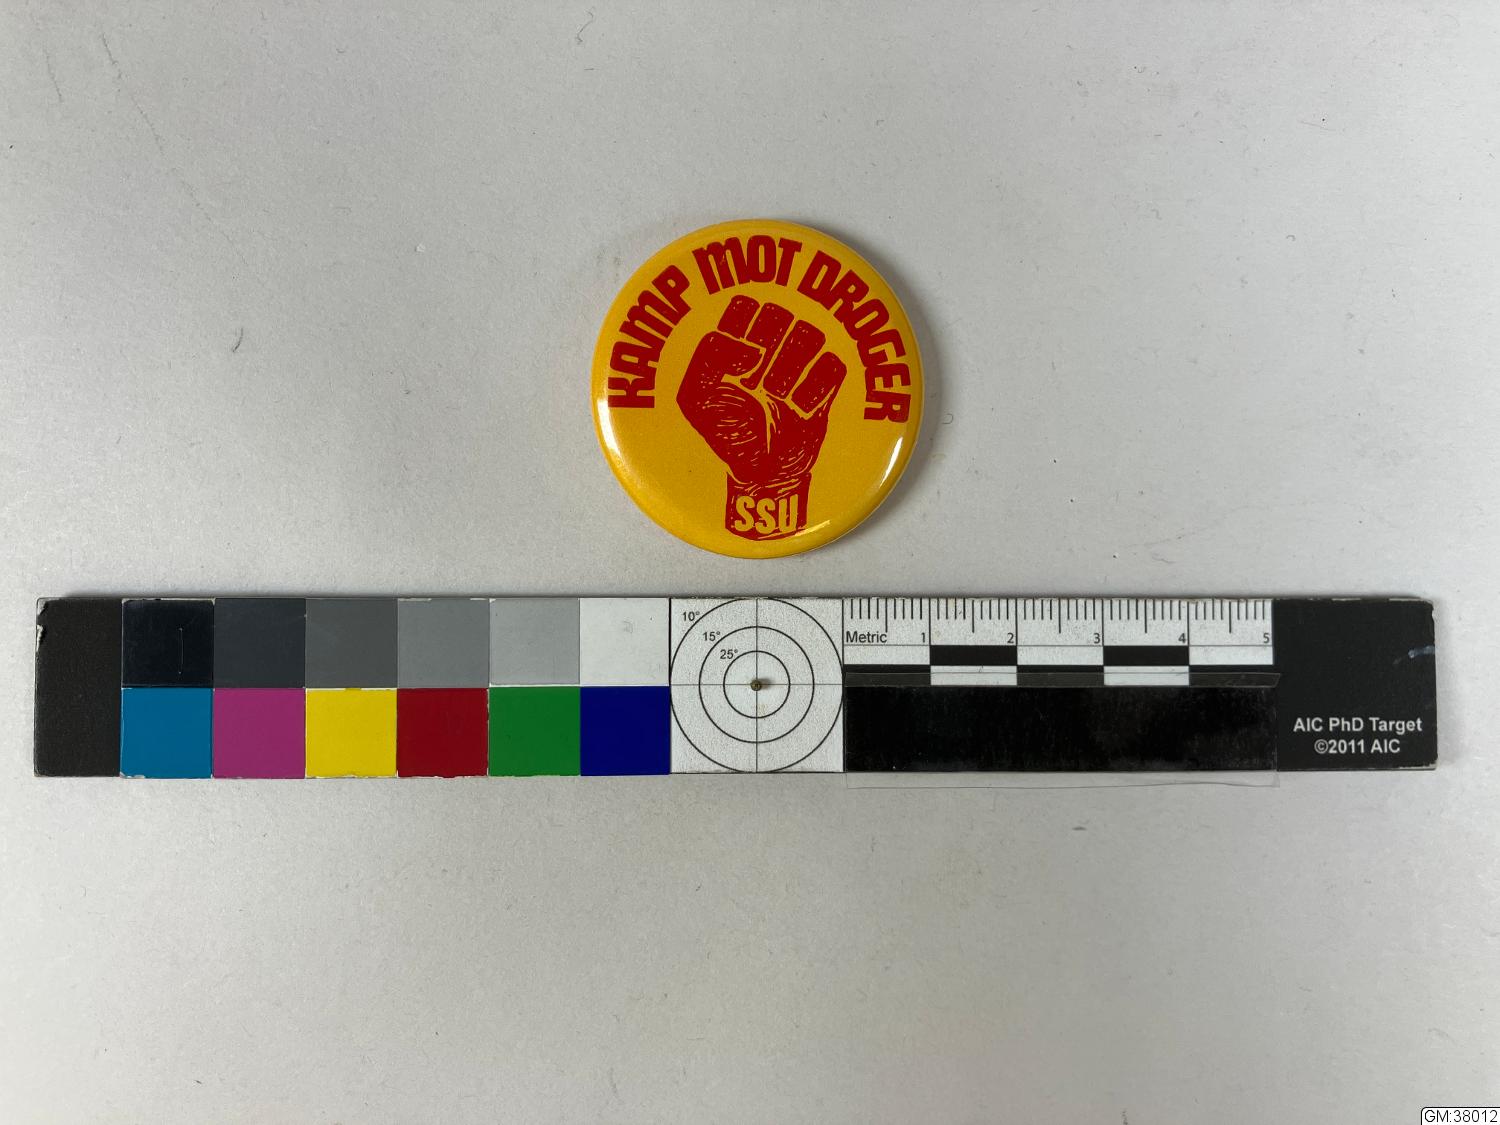 KAMP MOT DROGER
SSU
10°
15°
25°
Metric 1 2 3 4 5
AIC PhD Target
©2011 AIC
GM:38012